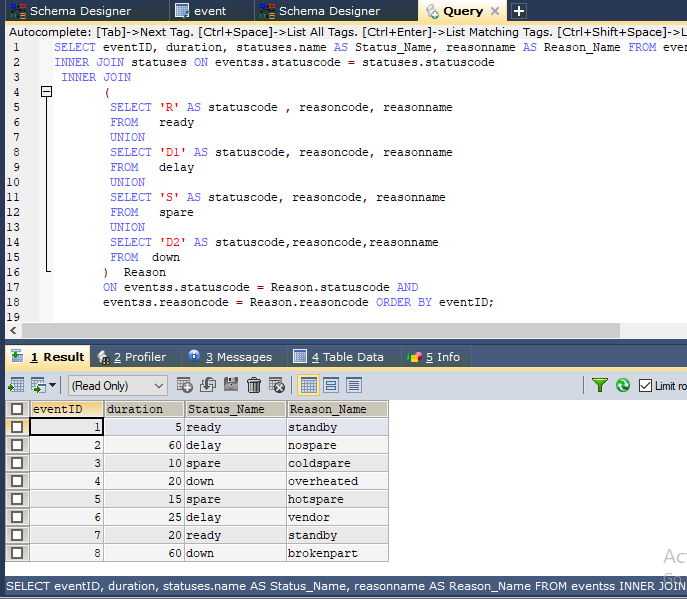 Schema Designer event Schema Designer Query
Autocomplete: [Tab]->Next Tag. [Ctrl+Space]->List All Tags. [Ctrl+Enter]->List Matching Tags. [Ctrl+Shift+Space]->L
1 SELECT eventID, duration, statuses.name AS Status_Name, reasonname AS Reason_Name FROM even
2 INNER JOIN statuses ON eventss.statuscode = statuses.statuscode
3 INNER JOIN
4 (
5 SELECT 'R' AS statuscode , reasoncode, reasonname
6 FROM ready
7 UNION
8 SELECT 'D1' AS statuscode, reasoncode, reasonname
9 FROM delay
10 UNION
11 SELECT 'S' AS statuscode, reasoncode, reasonname
12 FROM spare
13 UNION
14 SELECT 'D2' AS statuscode,reasoncode,reasonname
15 FROM down
16 ) Reason
17 ON eventss.statuscode = Reason.statuscode AND
18 eventss.reasoncode = Reason.reasoncode ORDER BY eventID;
19
1 Result 2 Profiler 3 Messages 4 Table Data 5 Info
(Read Only) Limit ro
eventID duration Status_Name Reason_Name
1 5 ready standby
2 60 delay nospare
3 10 spare coldspare
4 20 down overheated
5 15 spare hotspare
6 25 delay vendor
7 20 ready standby
8 60 down brokenpart
Act
Go
SELECT eventID, duration, statuses.name AS Status_Name, reasonname AS Reason_Name FROM eventss INNER JOIN